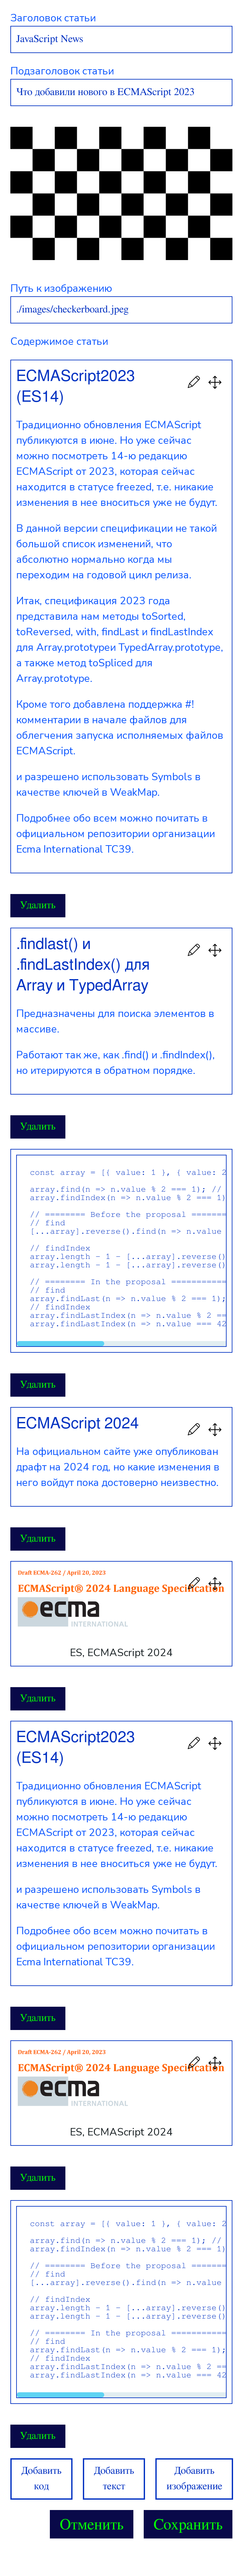 Заголовок статьи
JavaScript News
Подзаголовок статьи
Что добавили нового в ECMAScript 2023
Путь к изображению
./images/checkerboard.jpeg
Содержимое статьи
ECMAScript2023
(ES14)
Традиционно обновления ECMAScript
публикуются в июне. Но уже сейчас
можно посмотреть 14-ю редакцию
ECMAScript от 2023, которая сейчас
находится в статусе freezed, т.е. никакие
изменения в нее вноситься уже не будут.
В данной версии спецификации не такой
большой список изменений, что
абсолютно нормально когда мы
переходим на годовой цикл релиза.
Итак, спецификация 2023 года
представила нам методы toSorted,
toReversed, with, findLast и findLastIndex
для Array.prototypeи TypedArray.prototype,
а также метод toSpliced для
Array.prototype.
Кроме того добавлена поддержка #!
комментарии в начале файлов для
облегчения запуска исполняемых файлов
ECMAScript.
и разрешено использовать Symbols в
качестве ключей в WeakMap.
Подробнее обо всем можно почитать в
официальном репозитории организации
Ecma International TC39.
Удалить
.findlast() и
.findLastIndex() для
Array и TypedArray
Предназначены для поиска элементов в
массиве.
Работают так же, как .find() и .findIndex(),
но итерируются в обратном порядке.
Удалить
const array = [{ value: 1 }, { value: 2
array.find(n => n.value % 2 === 1); //
array.findIndex(n => n.value % 2 === 1)
// ======== Before the proposal =======
// find
[...array].reverse().find(n => n.value
// findIndex
array.length - 1 - [...array].reverse()
array.length - 1 - [...array].reverse()
// ======== In the proposal ===========
// find
array.findLast(n => n.value % 2 === 1);
// findIndex
array.findLastIndex(n => n.value % 2 ==
array.findLastIndex(n => n.value === 42
Удалить
ECMAScript 2024
На официальном сайте уже опубликован
драфт на 2024 год, но какие изменения в
него войдут пока достоверно неизвестно.
Удалить
Draft ECMA-262 / April 20, 2023
ECMAScript® 2024 Language Specification
ecma
INTERNATIONAL
ES, ECMAScript 2024
Удалить
ECMAScript2023
(ES14)
Традиционно обновления ECMAScript
публикуются в июне. Но уже сейчас
можно посмотреть 14-ю редакцию
ECMAScript от 2023, которая сейчас
находится в статусе freezed, т.е. никакие
изменения в нее вноситься уже не будут.
и разрешено использовать Symbols в
качестве ключей в WeakMap.
Подробнее обо всем можно почитать в
официальном репозитории организации
Ecma International TC39.
Удалить
Draft ECMA-262 / April 20, 2023
ECMAScript® 2024 Language Specification
ecma
INTERNATIONAL
ES, ECMAScript 2024
Удалить
const array = [{ value: 1 }, { value: 2
array.find(n => n.value % 2 === 1); //
array.findIndex(n => n.value % 2 === 1)
// ======== Before the proposal =======
// find
[...array].reverse().find(n => n.value
// findIndex
array.length - 1 - [...array].reverse()
array.length - 1 - [...array].reverse()
// ======== In the proposal ===========
// find
array.findLast(n => n.value % 2 === 1);
// findIndex
array.findLastIndex(n => n.value % 2 ==
array.findLastIndex(n => n.value === 42
Удалить
Добавить
код
Добавить
текст
Добавить
изображение
Отменить
Сохранить